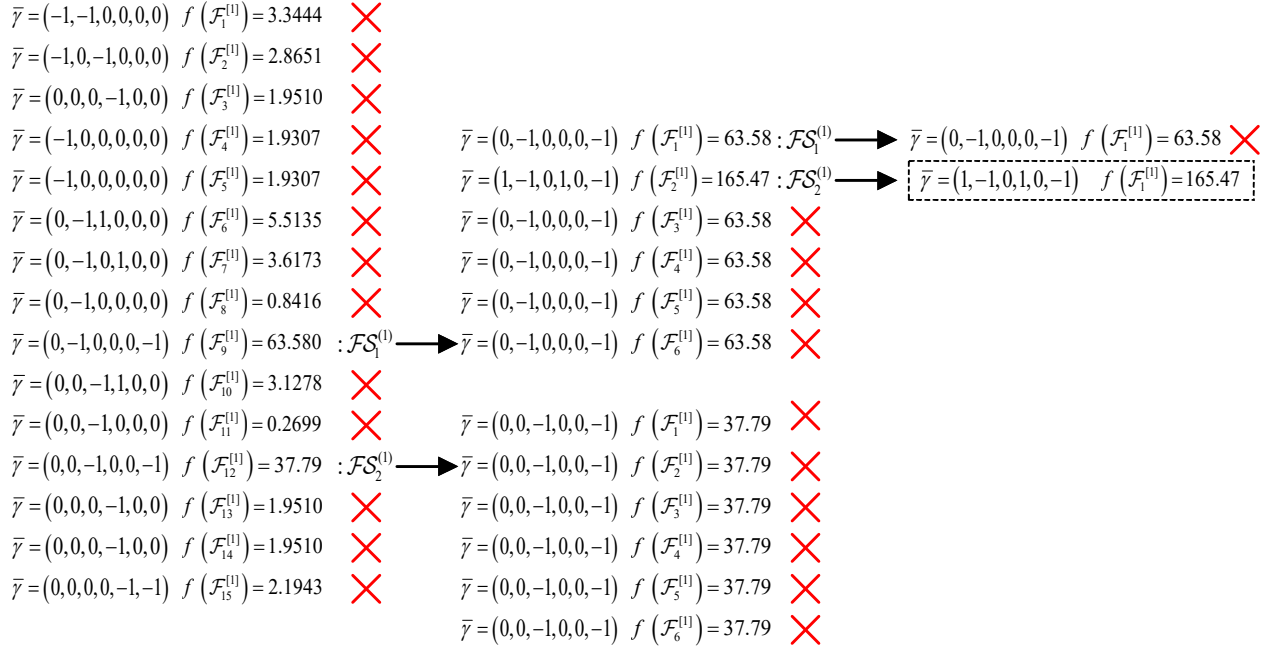 γ̅ = (−1,−1,0,0,0,0) f(ℱ₁^[1]) = 3.3444
γ̅ = (−1,0,−1,0,0,0) f(ℱ₂^[1]) = 2.8651
γ̅ = (0,0,0,−1,0,0) f(ℱ₃^[1]) = 1.9510
γ̅ = (−1,0,0,0,0,0) f(ℱ₄^[1]) = 1.9307
γ̅ = (−1,0,0,0,0,0) f(ℱ₅^[1]) = 1.9307
γ̅ = (0,−1,1,0,0,0) f(ℱ₆^[1]) = 5.5135
γ̅ = (0,−1,0,1,0,0) f(ℱ₇^[1]) = 3.6173
γ̅ = (0,−1,0,0,0,0) f(ℱ₈^[1]) = 0.8416
γ̅ = (0,−1,0,0,0,−1) f(ℱ₉^[1]) = 63.580 :ℱ𝒮₁^(1)
γ̅ = (0,0,−1,1,0,0) f(ℱ₁₀^[1]) = 3.1278
γ̅ = (0,0,−1,0,0,0) f(ℱ₁₁^[1]) = 0.2699
γ̅ = (0,0,−1,0,0,−1) f(ℱ₁₂^[1]) = 37.79 :ℱ𝒮₂^(1)
γ̅ = (0,0,0,−1,0,0) f(ℱ₁₃^[1]) = 1.9510
γ̅ = (0,0,0,−1,0,0) f(ℱ₁₄^[1]) = 1.9510
γ̅ = (0,0,0,0,−1,−1) f(ℱ₁₅^[1]) = 2.1943
γ̅ = (0,−1,0,0,0,−1) f(ℱ₁^[1]) = 63.58 :ℱ𝒮₁^(1)
γ̅ = (1,−1,0,1,0,−1) f(ℱ₂^[1]) = 165.47 :ℱ𝒮₂^(1)
γ̅ = (0,−1,0,0,0,−1) f(ℱ₃^[1]) = 63.58
γ̅ = (0,−1,0,0,0,−1) f(ℱ₄^[1]) = 63.58
γ̅ = (0,−1,0,0,0,−1) f(ℱ₅^[1]) = 63.58
γ̅ = (0,−1,0,0,0,−1) f(ℱ₆^[1]) = 63.58
γ̅ = (0,0,−1,0,0,−1) f(ℱ₁^[1]) = 37.79
γ̅ = (0,0,−1,0,0,−1) f(ℱ₂^[1]) = 37.79
γ̅ = (0,0,−1,0,0,−1) f(ℱ₃^[1]) = 37.79
γ̅ = (0,0,−1,0,0,−1) f(ℱ₄^[1]) = 37.79
γ̅ = (0,0,−1,0,0,−1) f(ℱ₅^[1]) = 37.79
γ̅ = (0,0,−1,0,0,−1) f(ℱ₆^[1]) = 37.79
γ̅ = (0,−1,0,0,0,−1) f(ℱ₁^[1]) = 63.58
γ̅ = (1,−1,0,1,0,−1) f(ℱ₁^[1]) = 165.47